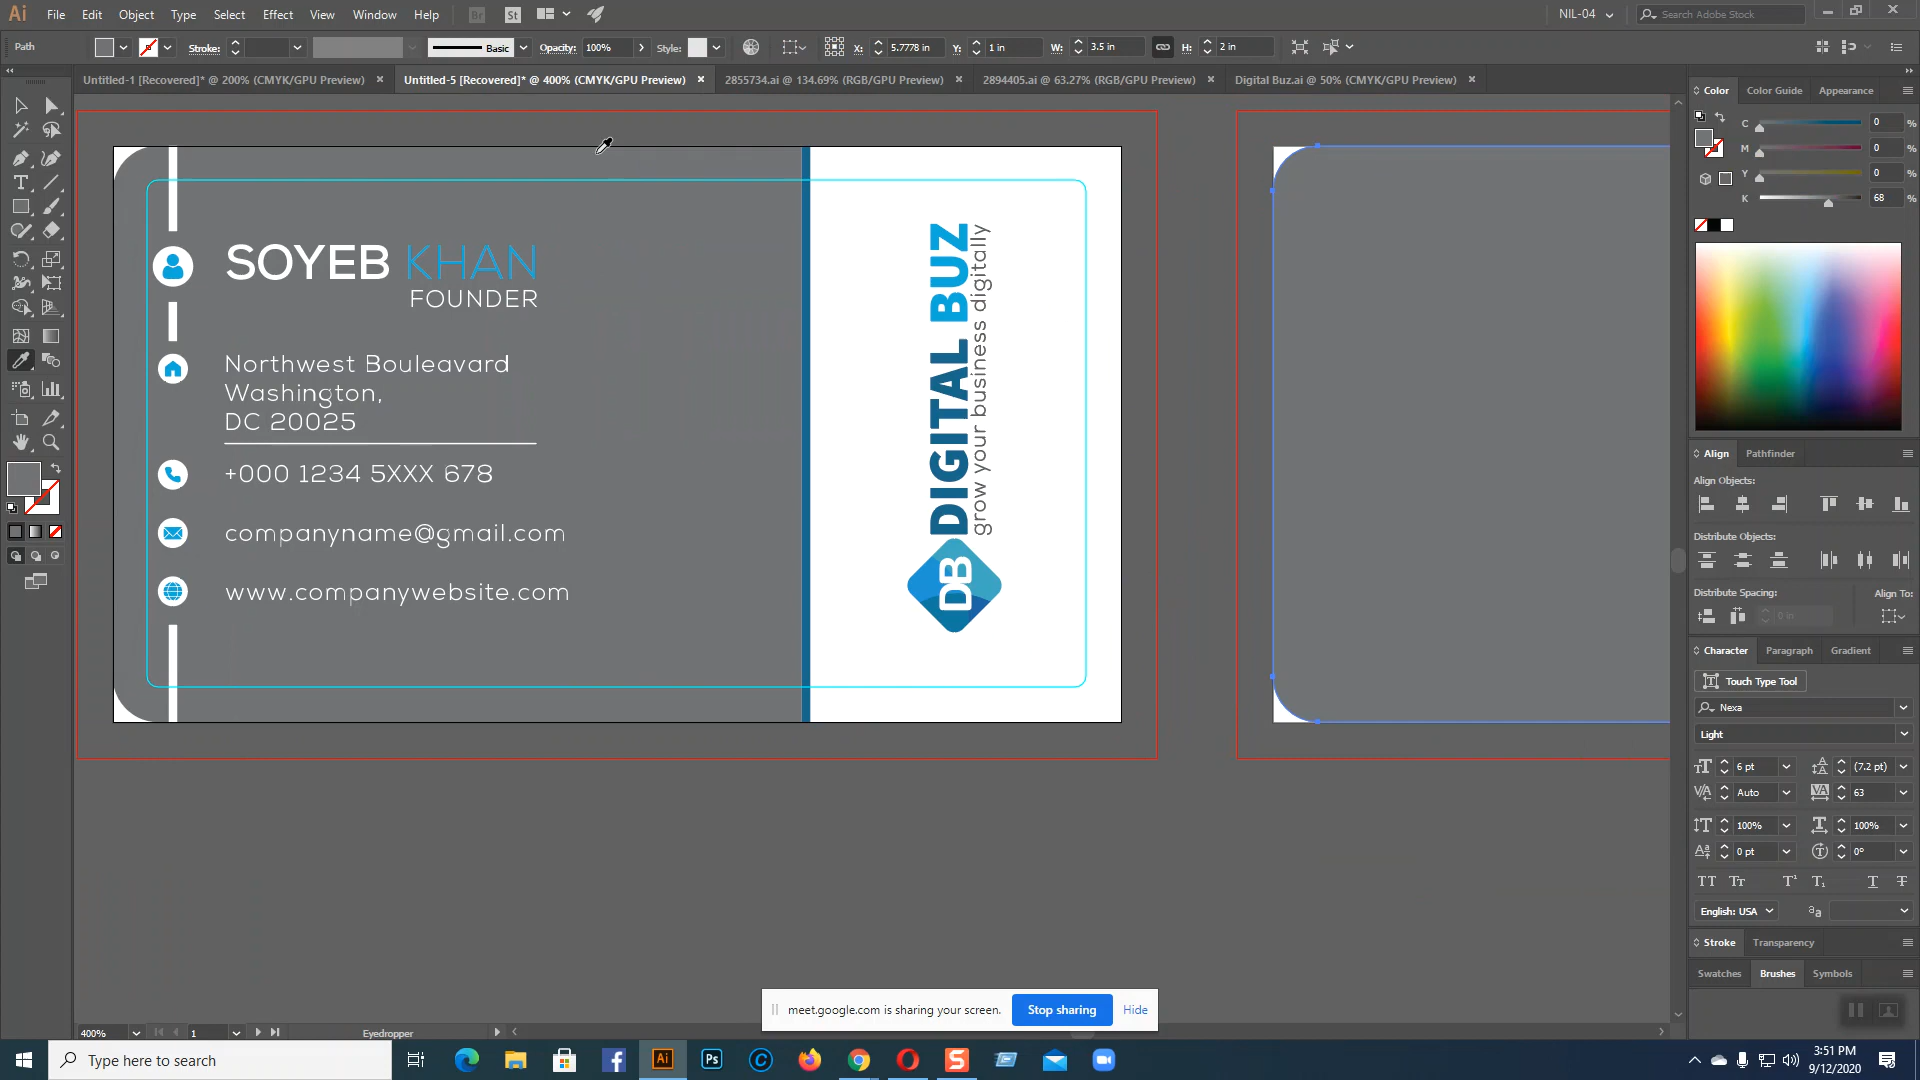 Ai File Edit Object Type Select Effect View Window Help Br St NIL-04 Search Adobe Stock
Path Stroke: Basic Opacity: 100% Style: X: 5.7778 in Y: 1 in W: 3.5 in H: 2 in
Untitled-1 [Recovered]* @ 200% (CMYK/GPU Preview) × Untitled-5 [Recovered]* @ 400% (CMYK/GPU Preview) × 2855734.ai @ 134.69% (RGB/GPU Preview) × 2894405.ai @ 63.27% (RGB/GPU Preview) × Digital Buz.ai @ 50% (CMYK/GPU Preview) ×
SOYEB KHAN
FOUNDER
Northwest Bouleavard
Washington,
DC 20025
+000 1234 5XXX 678
companyname@gmail.com
www.companywebsite.com
DB DIGITAL BUZ
grow your business digitally
Color Color Guide Appearance
C 0 %
M 0 %
Y 0 %
K 68 %
Align Pathfinder
Align Objects:
Distribute Objects:
Distribute Spacing: Align To:
0 in
Character Paragraph Gradient
Touch Type Tool
Nexa
Light
6 pt (7.2 pt)
Auto 63
100% 100%
0 pt 0°
English: USA
Stroke Transparency
Swatches Brushes Symbols
meet.google.com is sharing your screen. Stop sharing Hide
400% 1 Eyedropper
Type here to search
Ai Ps
3:51 PM
9/12/2020